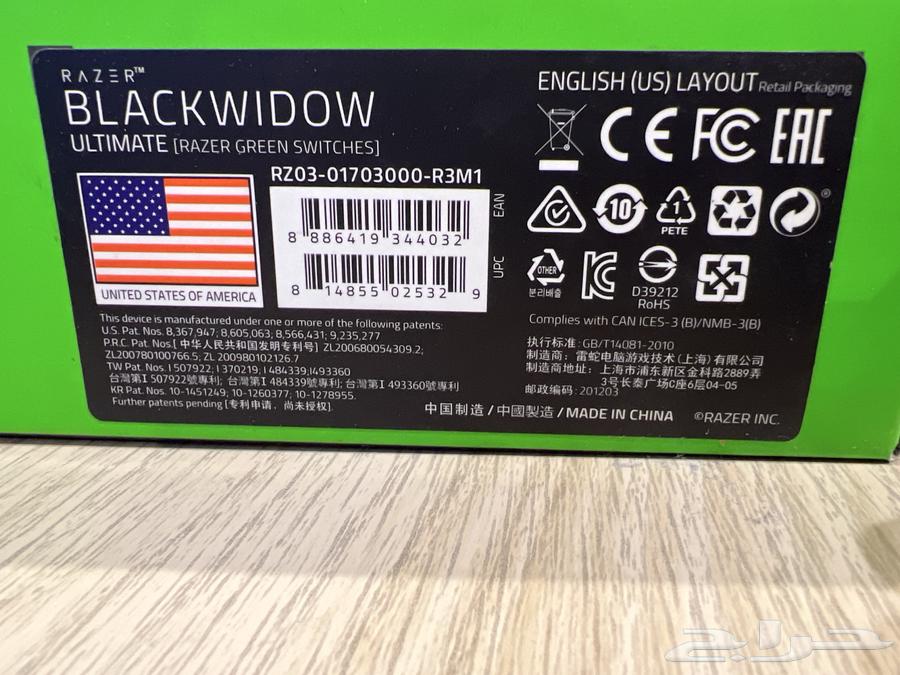 RAZER™
BLACKWIDOW
ULTIMATE [RAZER GREEN SWITCHES]
RZ03-01703000-R3M1
EAN
8 886419 344032
UPC
8 14855 02532 9
UNITED STATES OF AMERICA
This device is manufactured under one or more of the following patents:
U.S. Pat. Nos. 8,367,947; 8,605,063; 8,566,431; 9,235,277
P.R.C. Pat. Nos. [中华人民共和国发明专利号] ZL200680054309.2;
ZL200780100766.5; ZL 200980102126.7
TW Pat. Nos. I 507922; I 370219; I 484339; I493360
台灣第I 507922號專利; 台灣第I 484339號專利; 台灣第I 493360號專利
KR Pat. Nos. 10-1451249; 10-1260377; 10-1278955.
Further patents pending [专利申请，尚未授权].
ENGLISH (US) LAYOUT Retail Packaging
CE FC EAC
10
1
PETE
®
OTHER
분리배출
KC
D39212
RoHS
Complies with CAN ICES-3 (B)/NMB-3(B)
执行标准: GB/T14081-2010
制造商: 雷蛇电脑游戏技术(上海)有限公司
制造商地址: 上海市浦东新区金科路2889弄
3号长泰广场C座6层04-05
邮政编码: 201203
中国制造/中國製造/MADE IN CHINA
©RAZER INC.
حراج